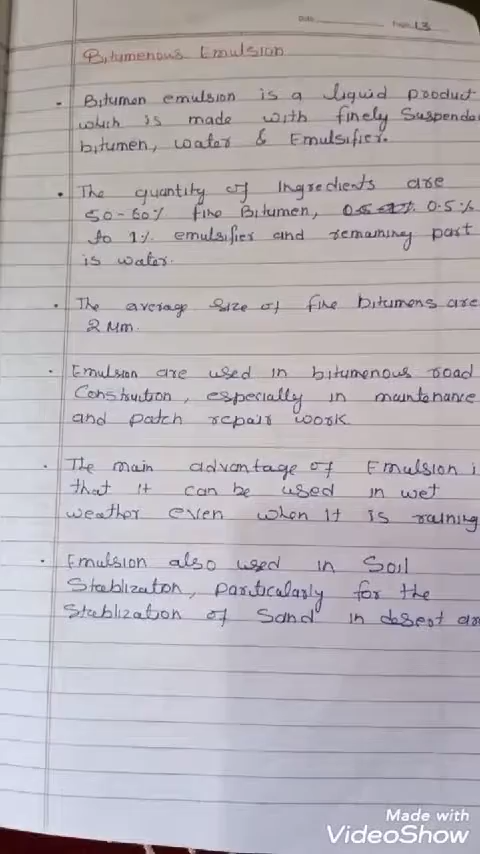 Date
Page 13
Bitumenous Emulsion
• Bitumen emulsion is a liquid product
which is made with finely Suspende
bitumen, water & Emulsifier.
• The quantity of Ingredients are
50-60% fine Bitumen, 0.5% 
to 1% emulsifier and remaining part
is water.
• The average size of fine bitumens are
2 Mm.
• Emulsion are used in bitumenous road
Construction, especially in maintenance
and patch repair work
• The main advantage of Emulsion i
that it can be used in wet
weather even when it is raining
• Emulsion also used in Soil
Stablizaton, particularly for the
Stablization of Sand in desert are
Made with
VideoShow